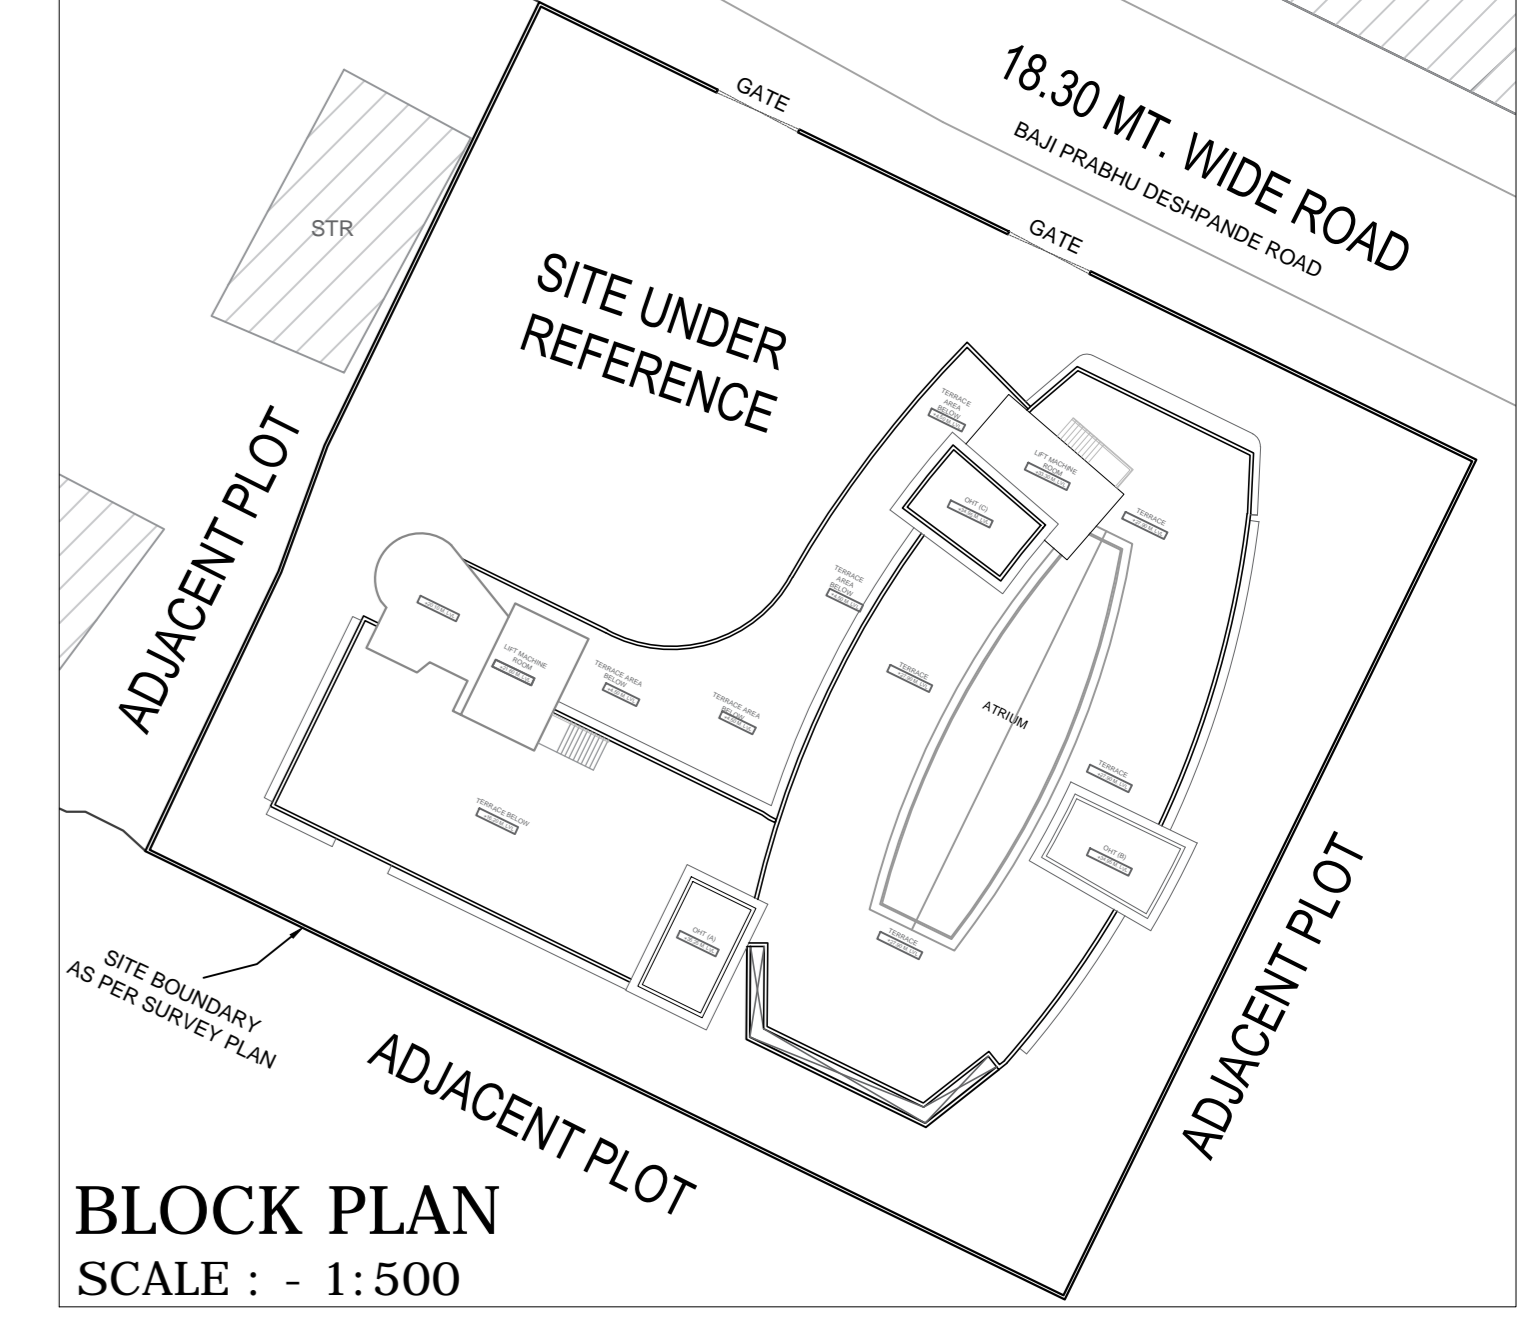 18.30 MT. WIDE ROAD
BAJI PRABHU DESHPANDE ROAD
GATE
GATE
STR
SITE UNDER
REFERENCE
ADJACENT PLOT
TERRACE
AREA
BELOW
LIFT MACHINE
ROOM
OHT (C)
TERRACE
TERRACE
AREA
BELOW
LIFT MACHINE
ROOM
TERRACE AREA
BELOW
TERRACE AREA
BELOW
TERRACE
ATRIUM
TERRACE
TERRACE BELOW
OHT (B)
OHT (A)
TERRACE
ADJACENT PLOT
SITE BOUNDARY
AS PER SURVEY PLAN
ADJACENT PLOT
BLOCK PLAN
SCALE : - 1:500